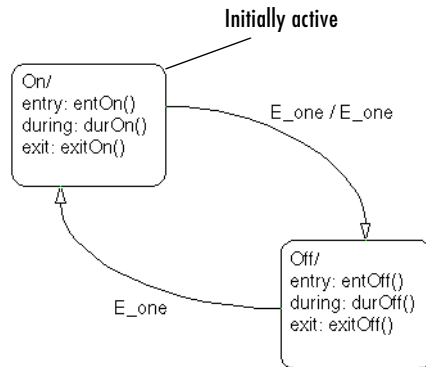 Initially active
On/
entry: entOn()
during: durOn()
exit: exitOn()
E_one / E_one
Off/
entry: entOff()
during: durOff()
exit: exitOff()
E_one